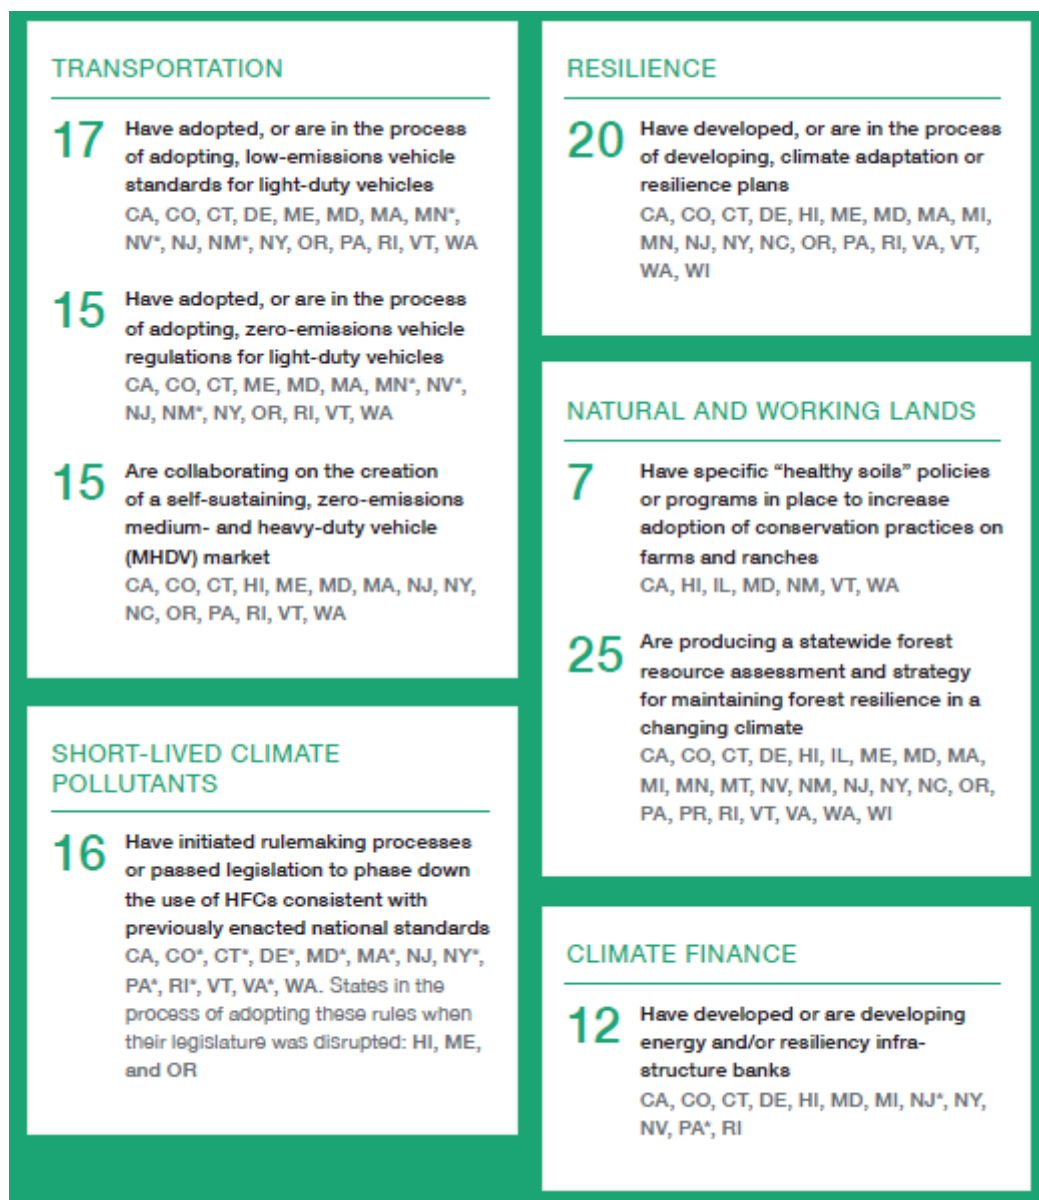 TRANSPORTATION
17
Have adopted, or are in the process
of adopting, low-emissions vehicle
standards for light-duty vehicles
CA, CO, CT, DE, ME, MD, MA, MN*,
NV*, NJ, NM*, NY, OR, PA, RI, VT, WA
15
Have adopted, or are in the process
of adopting, zero-emissions vehicle
regulations for light-duty vehicles
CA, CO, CT, ME, MD, MA, MN*, NV*,
NJ, NM*, NY, OR, RI, VT, WA
15
Are collaborating on the creation
of a self-sustaining, zero-emissions
medium- and heavy-duty vehicle
(MHDV) market
CA, CO, CT, HI, ME, MD, MA, NJ, NY,
NC, OR, PA, RI, VT, WA
SHORT-LIVED CLIMATE
POLLUTANTS
16
Have initiated rulemaking processes
or passed legislation to phase down
the use of HFCs consistent with
previously enacted national standards
CA, CO*, CT*, DE*, MD*, MA*, NJ, NY*,
PA*, RI*, VT, VA*, WA. States in the
process of adopting these rules when
their legislature was disrupted: HI, ME,
and OR
RESILIENCE
20
Have developed, or are in the process
of developing, climate adaptation or
resilience plans
CA, CO, CT, DE, HI, ME, MD, MA, MI,
MN, NJ, NY, NC, OR, PA, RI, VA, VT,
WA, WI
NATURAL AND WORKING LANDS
7
Have specific “healthy soils” policies
or programs in place to increase
adoption of conservation practices on
farms and ranches
CA, HI, IL, MD, NM, VT, WA
25
Are producing a statewide forest
resource assessment and strategy
for maintaining forest resilience in a
changing climate
CA, CO, CT, DE, HI, IL, ME, MD, MA,
MI, MN, MT, NV, NM, NJ, NY, NC, OR,
PA, PR, RI, VT, VA, WA, WI
CLIMATE FINANCE
12
Have developed or are developing
energy and/or resiliency infra-
structure banks
CA, CO, CT, DE, HI, MD, MI, NJ*, NY,
NV, PA*, RI